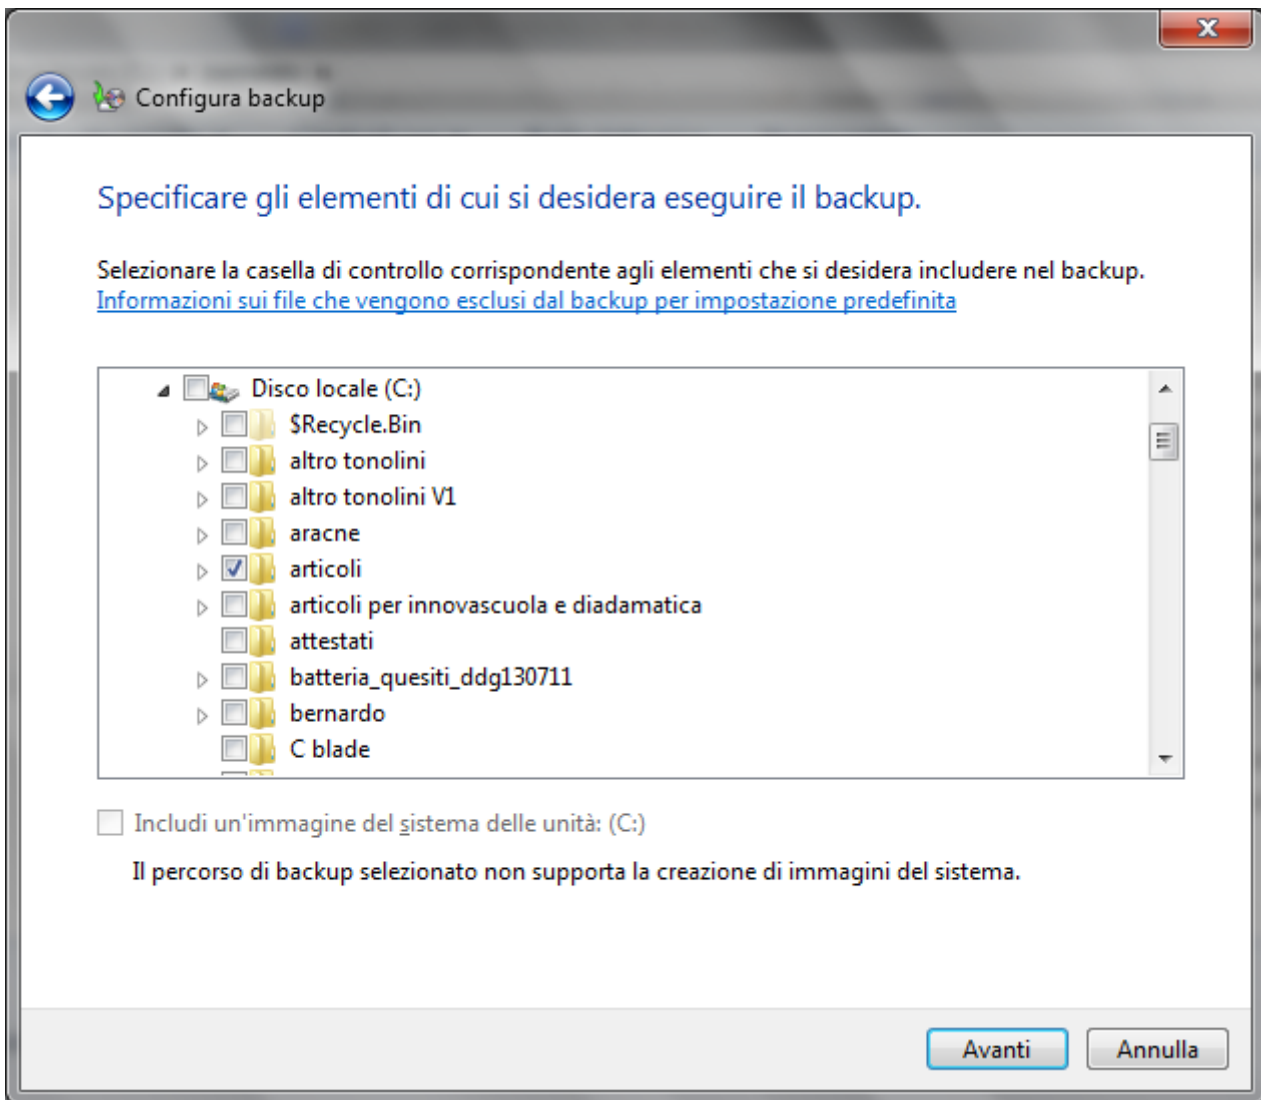 Configura backup
Specificare gli elementi di cui si desidera eseguire il backup.
Selezionare la casella di controllo corrispondente agli elementi che si desidera includere nel backup.
Informazioni sui file che vengono esclusi dal backup per impostazione predefinita
Disco locale (C:)
$Recycle.Bin
altro tonolini
altro tonolini V1
aracne
articoli
articoli per innovascuola e diadamatica
attestati
batteria_quesiti_ddg130711
bernardo
C blade
Includi un'immagine del sistema delle unità: (C:)
Il percorso di backup selezionato non supporta la creazione di immagini del sistema.
Avanti Annulla